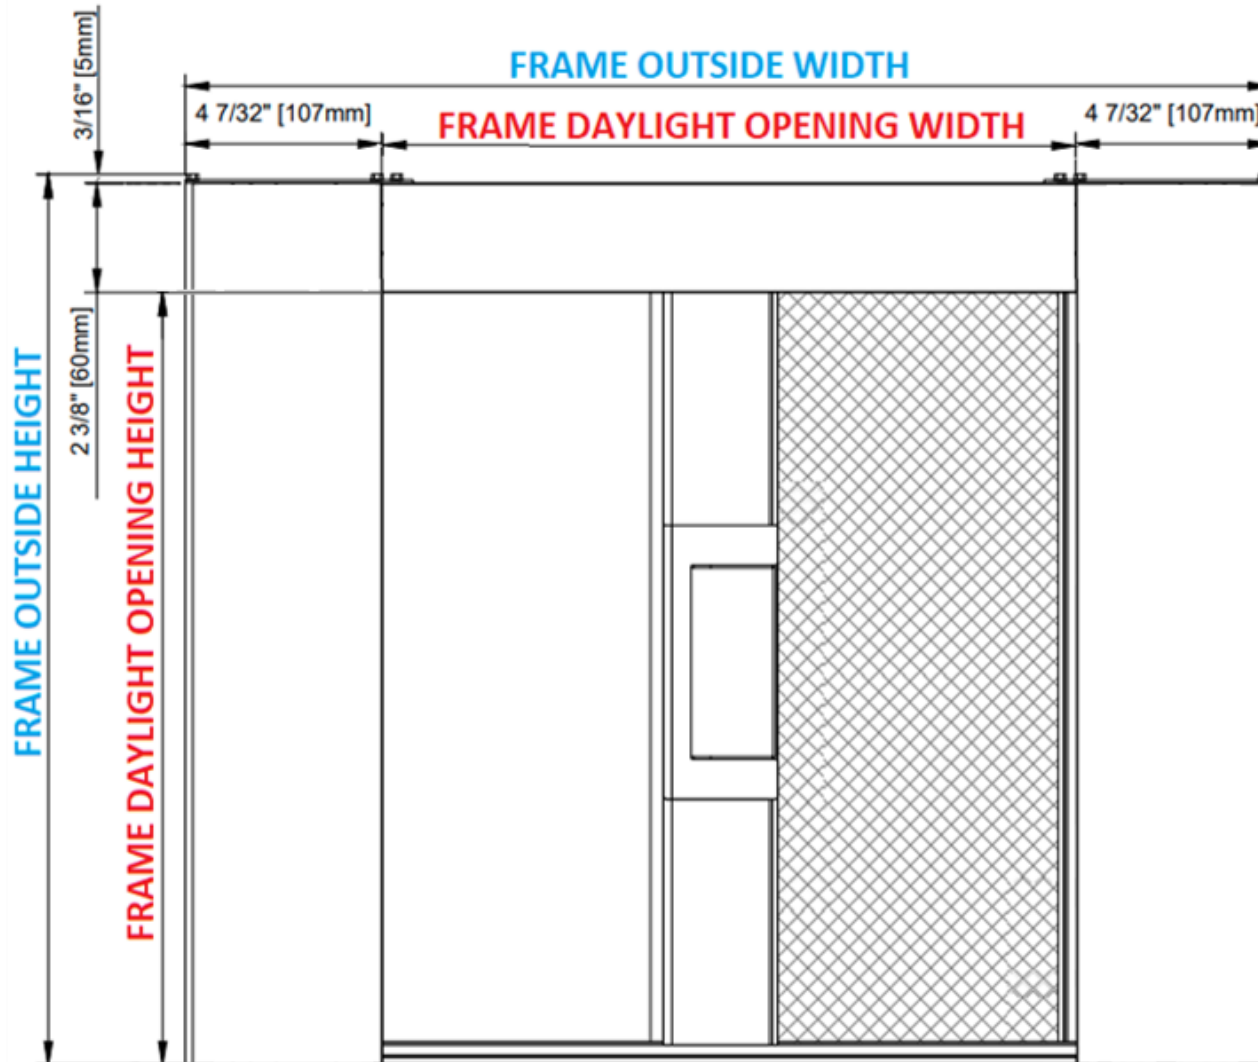 FRAME OUTSIDE WIDTH
3/16" [5mm]
4 7/32" [107mm]
FRAME DAYLIGHT OPENING WIDTH
4 7/32" [107mm]
FRAME OUTSIDE HEIGHT
2 3/8" [60mm]
FRAME DAYLIGHT OPENING HEIGHT